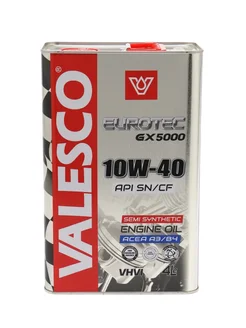 VALESCO
EUROTEC
GX5000
10W-40
API SN/CF
SEMI SYNTHETIC
ENGINE OIL
ACEA A3/B4
VHVI
4L